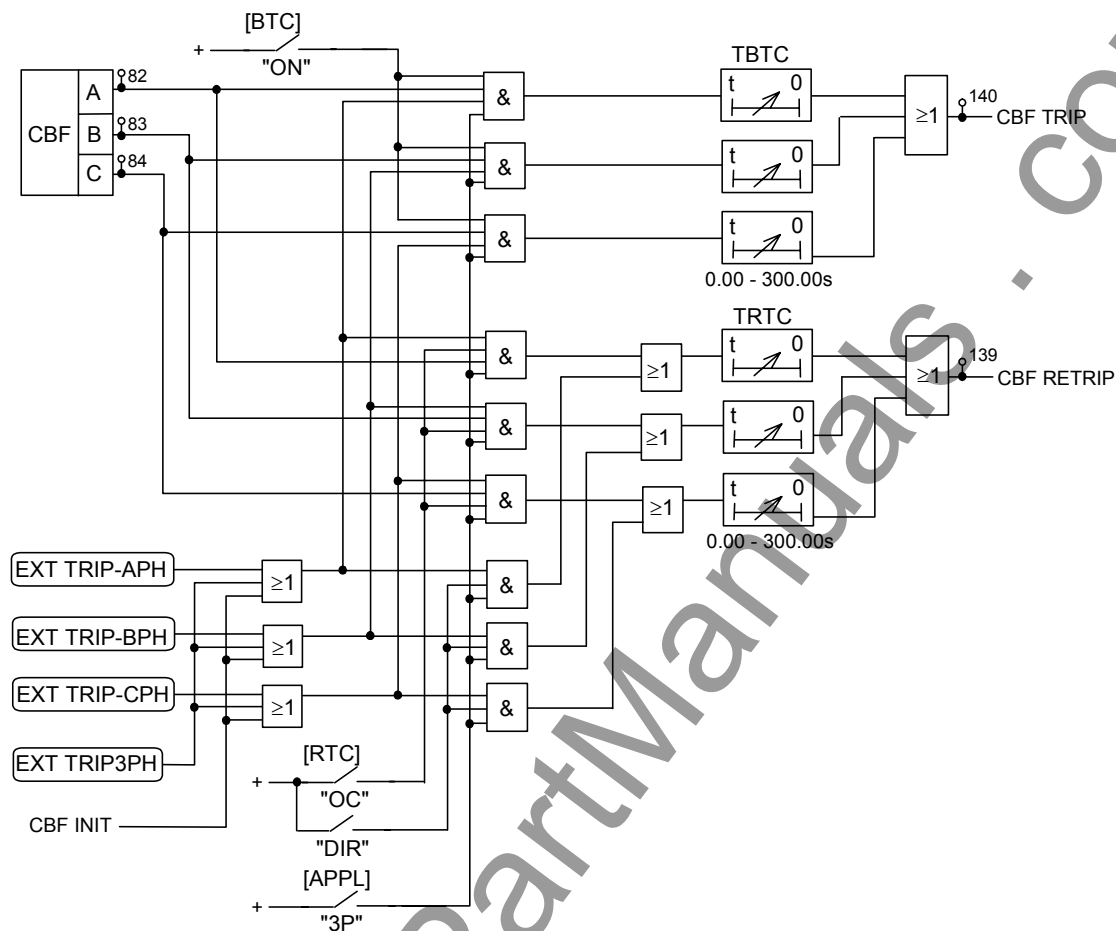 [BTC]
+
"ON"
TBTC
CBF
A
82
B
83
C
84
&
t 0
≥1
140
CBF TRIP
&
t 0
&
t 0
0.00 - 300.00s
TRTC
&
≥1
t 0
≥1
139
CBF RETRIP
&
≥1
t 0
&
≥1
t 0
0.00 - 300.00s
EXT TRIP-APH
≥1
&
EXT TRIP-BPH
≥1
&
EXT TRIP-CPH
≥1
&
EXT TRIP3PH
[RTC]
+
"OC"
CBF INIT
"DIR"
[APPL]
+
"3P"
PartManuals . co